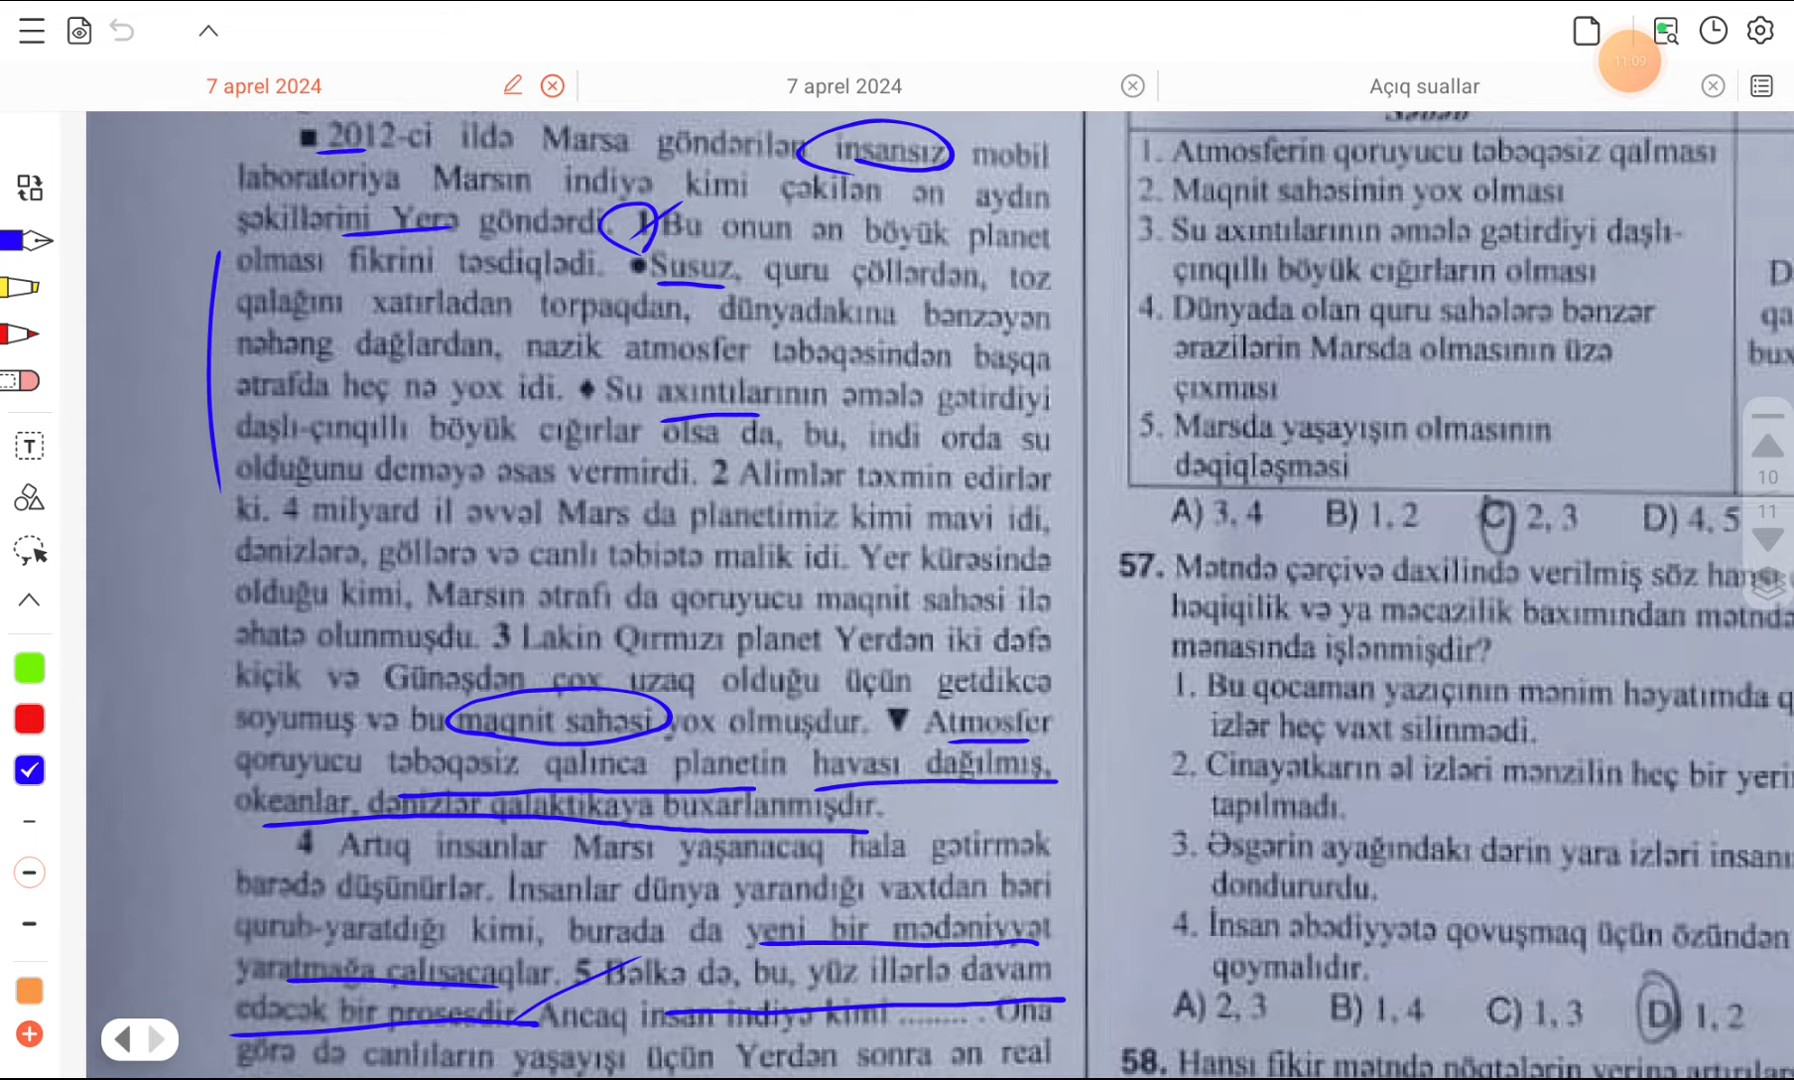 11:09
7 aprel 2024
7 aprel 2024
Açıq suallar
■ 2012-ci ildə Marsa göndərilən insansız mobil
laboratoriya Marsın indiyə kimi çəkilən ən aydın
şəkillərini Yerə göndərdi. 1 Bu onun ən böyük planet
olması fikrini təsdiqlədi. ●Susuz, quru çöllərdən, toz
qalağını xatırladan torpaqdan, dünyadakına bənzəyən
nəhəng dağlardan, nazik atmosfer təbəqəsindən başqa
ətrafda heç nə yox idi. ♦ Su axıntılarının əmələ gətirdiyi
daşlı-çınqıllı böyük cığırlar olsa da, bu, indi orda su
olduğunu deməyə əsas vermirdi. 2 Alimlər təxmin edirlər
ki, 4 milyard il əvvəl Mars da planetimiz kimi mavi idi,
dənizlərə, göllərə və canlı təbiətə malik idi. Yer kürəsində
olduğu kimi, Marsın ətrafı da qoruyucu maqnit sahəsi ilə
əhatə olunmuşdu. 3 Lakin Qırmızı planet Yerdən iki dəfə
kiçik və Günəşdən çox uzaq olduğu üçün getdikcə
soyumuş və bu maqnit sahəsi yox olmuşdur. ▼ Atmosfer
qoruyucu təbəqəsiz qalınca planetin havası dağılmış,
okeanlar, dənizlər qalaktikaya buxarlanmışdır.
4 Artıq insanlar Marsı yaşanacaq hala gətirmək
barədə düşünürlər. İnsanlar dünya yarandığı vaxtdan bəri
qurub-yaratdığı kimi, burada da yeni bir mədəniyyət
yaratmağa çalışacaqlar. 5 Bəlkə də, bu, yüz illərlə davam
edəcək bir prosesdir. Ancaq insan indiyə kimi ......... . Ona
görə də canlıların yaşayışı üçün Yerdən sonra ən real
Səbəb
1. Atmosferin qoruyucu təbəqəsiz qalması
2. Maqnit sahəsinin yox olması
3. Su axıntılarının əmələ gətirdiyi daşlı-
çınqıllı böyük cığırların olması
4. Dünyada olan quru sahələrə bənzər
ərazilərin Marsda olmasının üzə
çıxması
5. Marsda yaşayışın olmasının
dəqiqləşməsi
D
qa
bux
A) 3, 4 B) 1, 2 C) 2, 3 D) 4, 5
10
11
57. Mətndə çərçivə daxilində verilmiş söz
həqiqilik və ya məcazilik baxımından mətndə
mənasında işlənmişdir?
1. Bu qocaman yazıçının mənim həyatımda q
izlər heç vaxt silinmədi.
2. Cinayətkarın əl izləri mənzilin heç bir yeri
tapılmadı.
3. Əsgərin ayağındakı dərin yara izləri insanı
dondururdu.
4. İnsan əbədiyyətə qovuşmaq üçün özündən
qoymalıdır.
A) 2, 3 B) 1, 4 C) 1, 3 D) 1, 2
58. Hansı fikir mətndə nöqtələrin yerinə artırılar